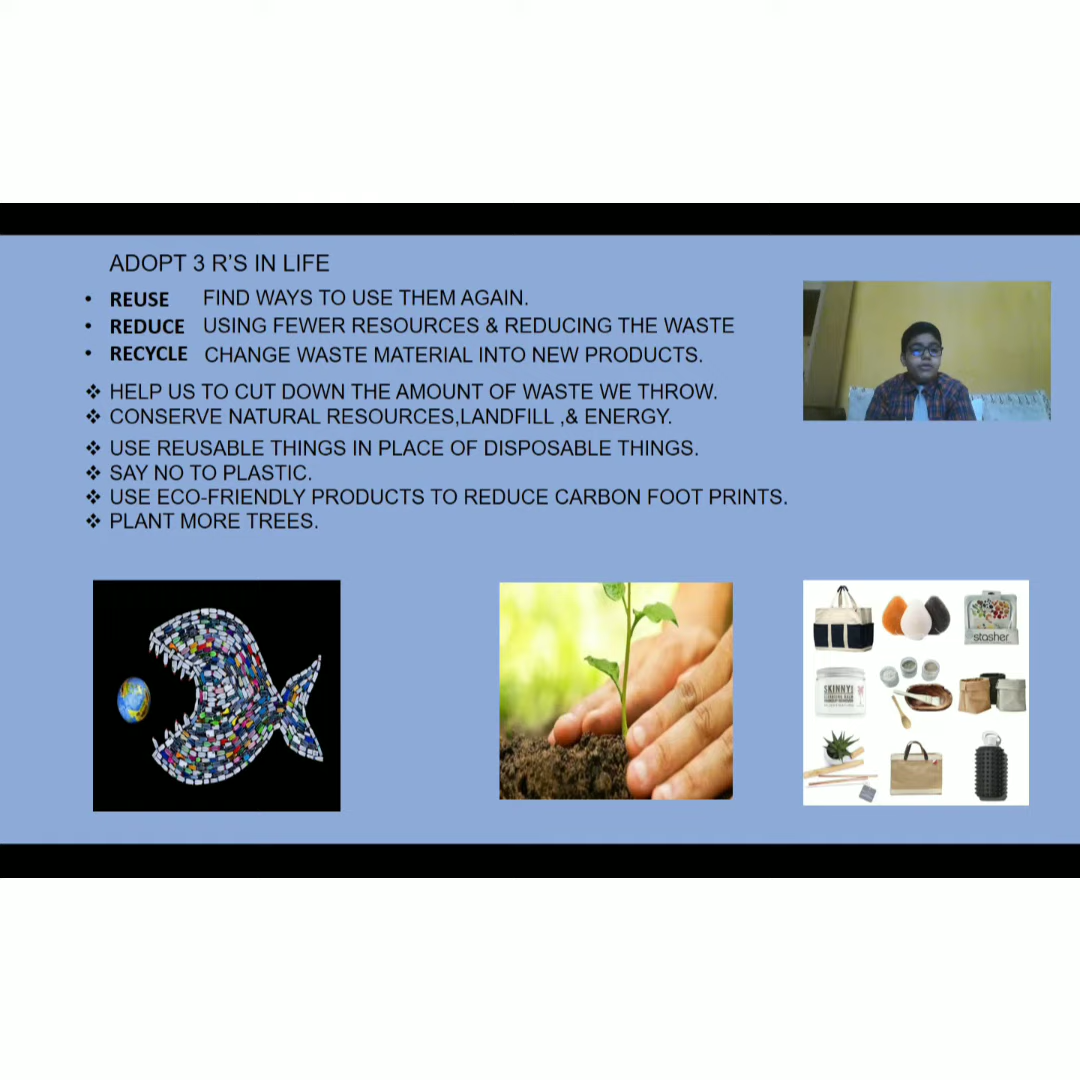 ADOPT 3 R'S IN LIFE
• REUSE FIND WAYS TO USE THEM AGAIN.
• REDUCE USING FEWER RESOURCES & REDUCING THE WASTE
• RECYCLE CHANGE WASTE MATERIAL INTO NEW PRODUCTS.
❖ HELP US TO CUT DOWN THE AMOUNT OF WASTE WE THROW.
❖ CONSERVE NATURAL RESOURCES,LANDFILL ,& ENERGY.
❖ USE REUSABLE THINGS IN PLACE OF DISPOSABLE THINGS.
❖ SAY NO TO PLASTIC.
❖ USE ECO-FRIENDLY PRODUCTS TO REDUCE CARBON FOOT PRINTS.
❖ PLANT MORE TREES.
stasher
SKINNY